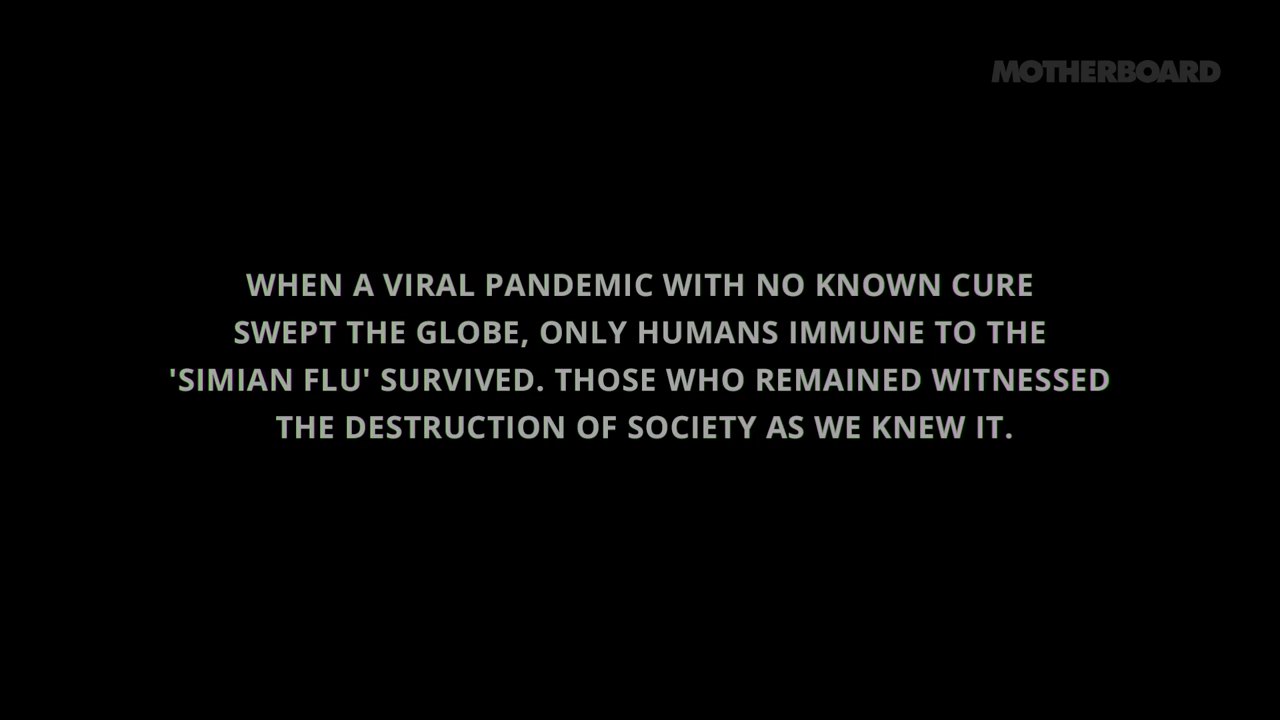 MOTHERBOARD
WHEN A VIRAL PANDEMIC WITH NO KNOWN CURE
SWEPT THE GLOBE, ONLY HUMANS IMMUNE TO THE
'SIMIAN FLU' SURVIVED. THOSE WHO REMAINED WITNESSED
THE DESTRUCTION OF SOCIETY AS WE KNEW IT.